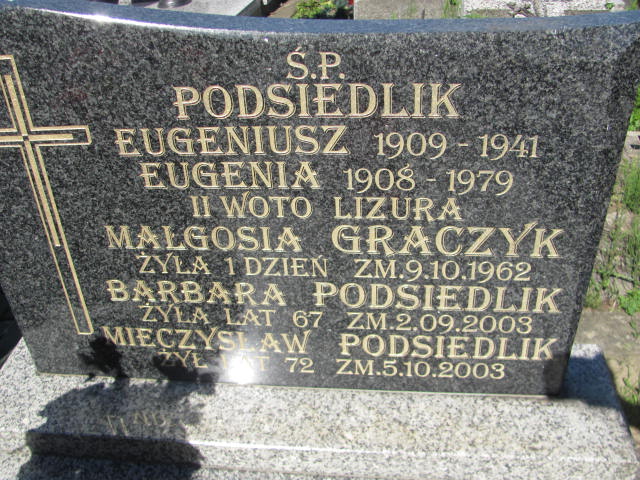 Ś.P.
PODSIEDLIK
EUGENIUSZ 1909 - 1941
EUGENIA 1908 - 1979
II WOTO LIZURA
MAŁGOSIA GRACZYK
ŻYŁA 1 DZIEŃ ZM.9.10.1962
BARBARA PODSIEDLIK
ŻYŁA LAT 67 ZM.2.09.2003
MIECZYSŁAW PODSIEDLIK
ŻYŁ LAT 72 ZM.5.10.2003